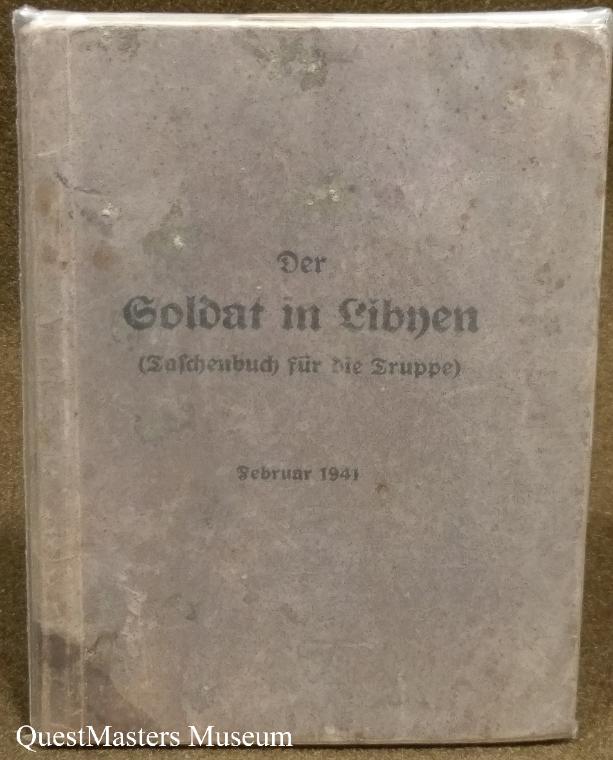 Der
Soldat in Libyen
(Taschenbuch für die Truppe)
Februar 1941
QuestMasters Museum